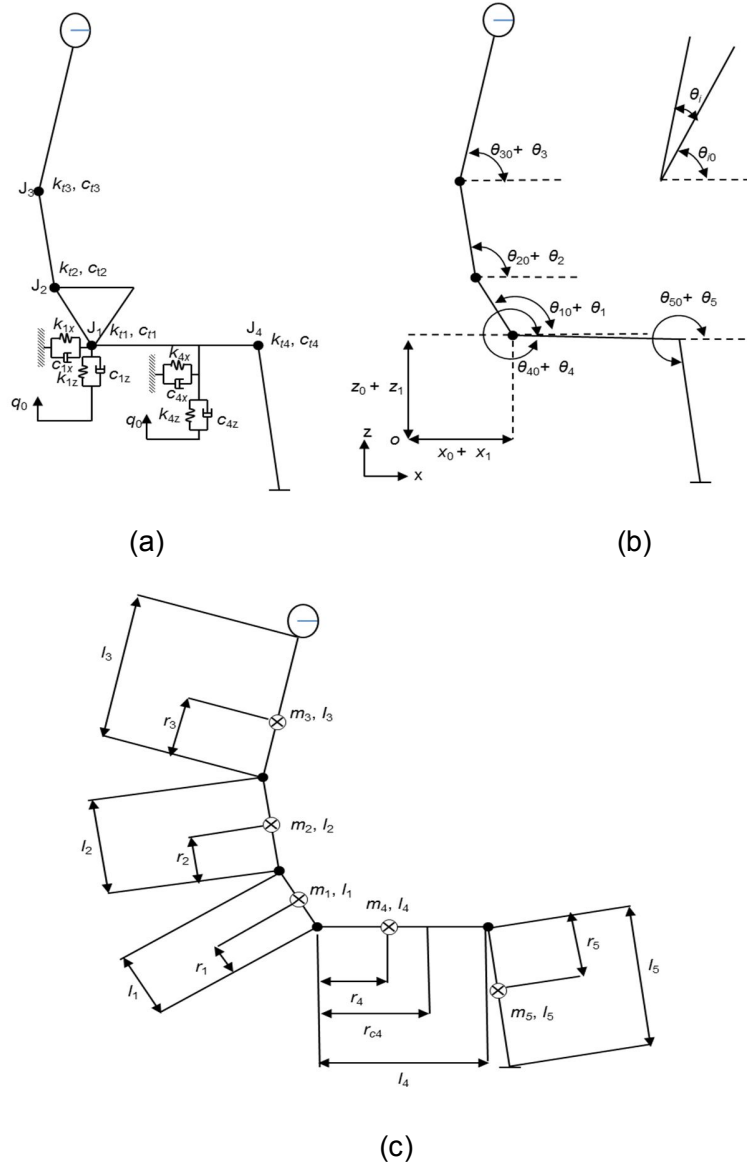 J3
kt3, ct3
kt2, ct2
J2
J1
kt1, ct1
J4
kt4, ct4
k1x
c1x
k1z
c1z
q0
k4x
c4x
k4z
c4z
q0
(a)
θi
θi0
θ30+ θ3
θ20+ θ2
θ10+ θ1
θ50+ θ5
θ40+ θ4
z0 + z1
o
x0 + x1
z
x
(b)
l3
r3
m3, I3
l2
r2
m2, I2
m1, I1
m4, I4
r1
l1
r4
rc4
l4
r5
l5
m5, I5
(c)